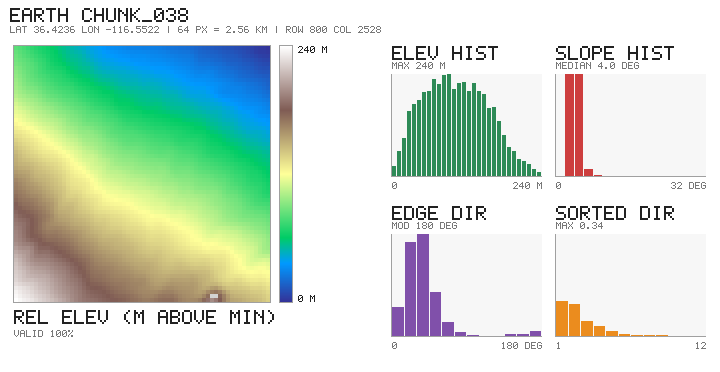 EARTH CHUNK_038
LAT 36.4236 LON -116.5522 | 64 PX = 2.56 KM | ROW 800 COL 2528
240 M
0 M
REL ELEV (M ABOVE MIN)
VALID 100%
ELEV HIST
MAX 240 M
0 240 M
SLOPE HIST
MEDIAN 4.0 DEG
0 32 DEG
EDGE DIR
MOD 180 DEG
0 180 DEG
SORTED DIR
MAX 0.34
1 12